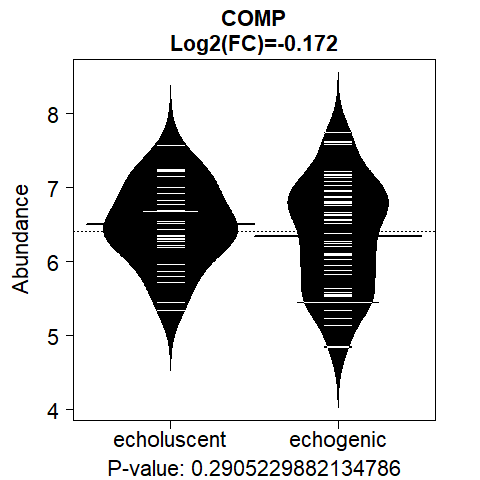 COMP
Log2(FC)=-0.172
Abundance
8
7
6
5
4
echoluscent echogenic
P-value: 0.2905229882134786